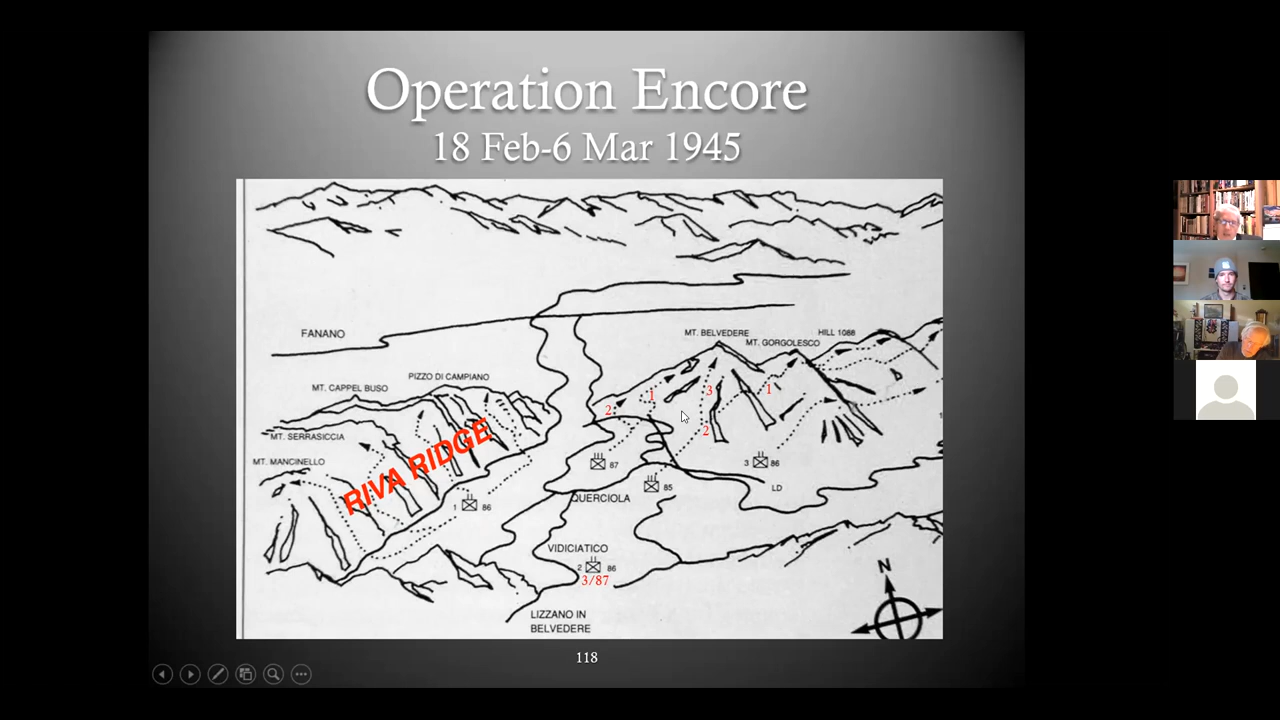 Operation Encore
18 Feb-6 Mar 1945
FANANO
MT. BELVEDERE
MT. GORGOLESCO
HILL 1088
PIZZO DI CAMPIANO
MT. CAPPEL BUSO
MT. SERRASICCIA
MT. MANCINELLO
RIVA RIDGE
2
1
3
1
2
1 86
87
85
3 86
LD
QUERCIOLA
VIDICIATICO
2 86
3/87
LIZZANO IN
BELVEDERE
N
118